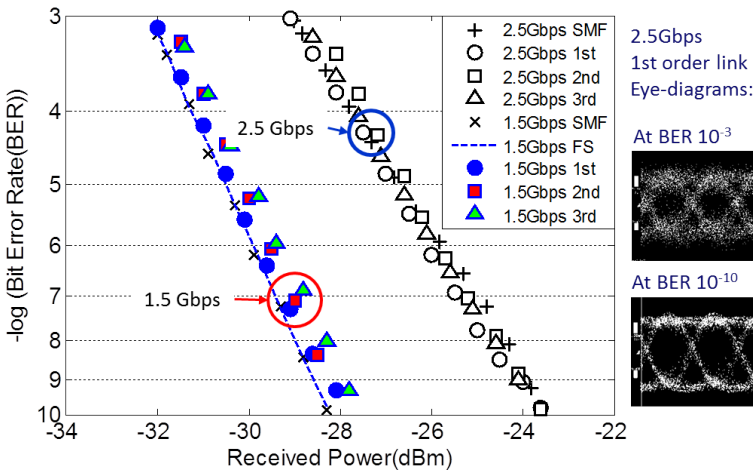 3
4
5
6
7
8
9
10
-log (Bit Error Rate(BER))
-34
-32
-30
-28
-26
-24
-22
Received Power(dBm)
2.5 Gbps
1.5 Gbps
2.5Gbps SMF
2.5Gbps 1st
2.5Gbps 2nd
2.5Gbps 3rd
1.5Gbps SMF
1.5Gbps FS
1.5Gbps 1st
1.5Gbps 2nd
1.5Gbps 3rd
2.5Gbps
1st order link
Eye-diagrams:
At BER 10⁻³
At BER 10⁻¹⁰